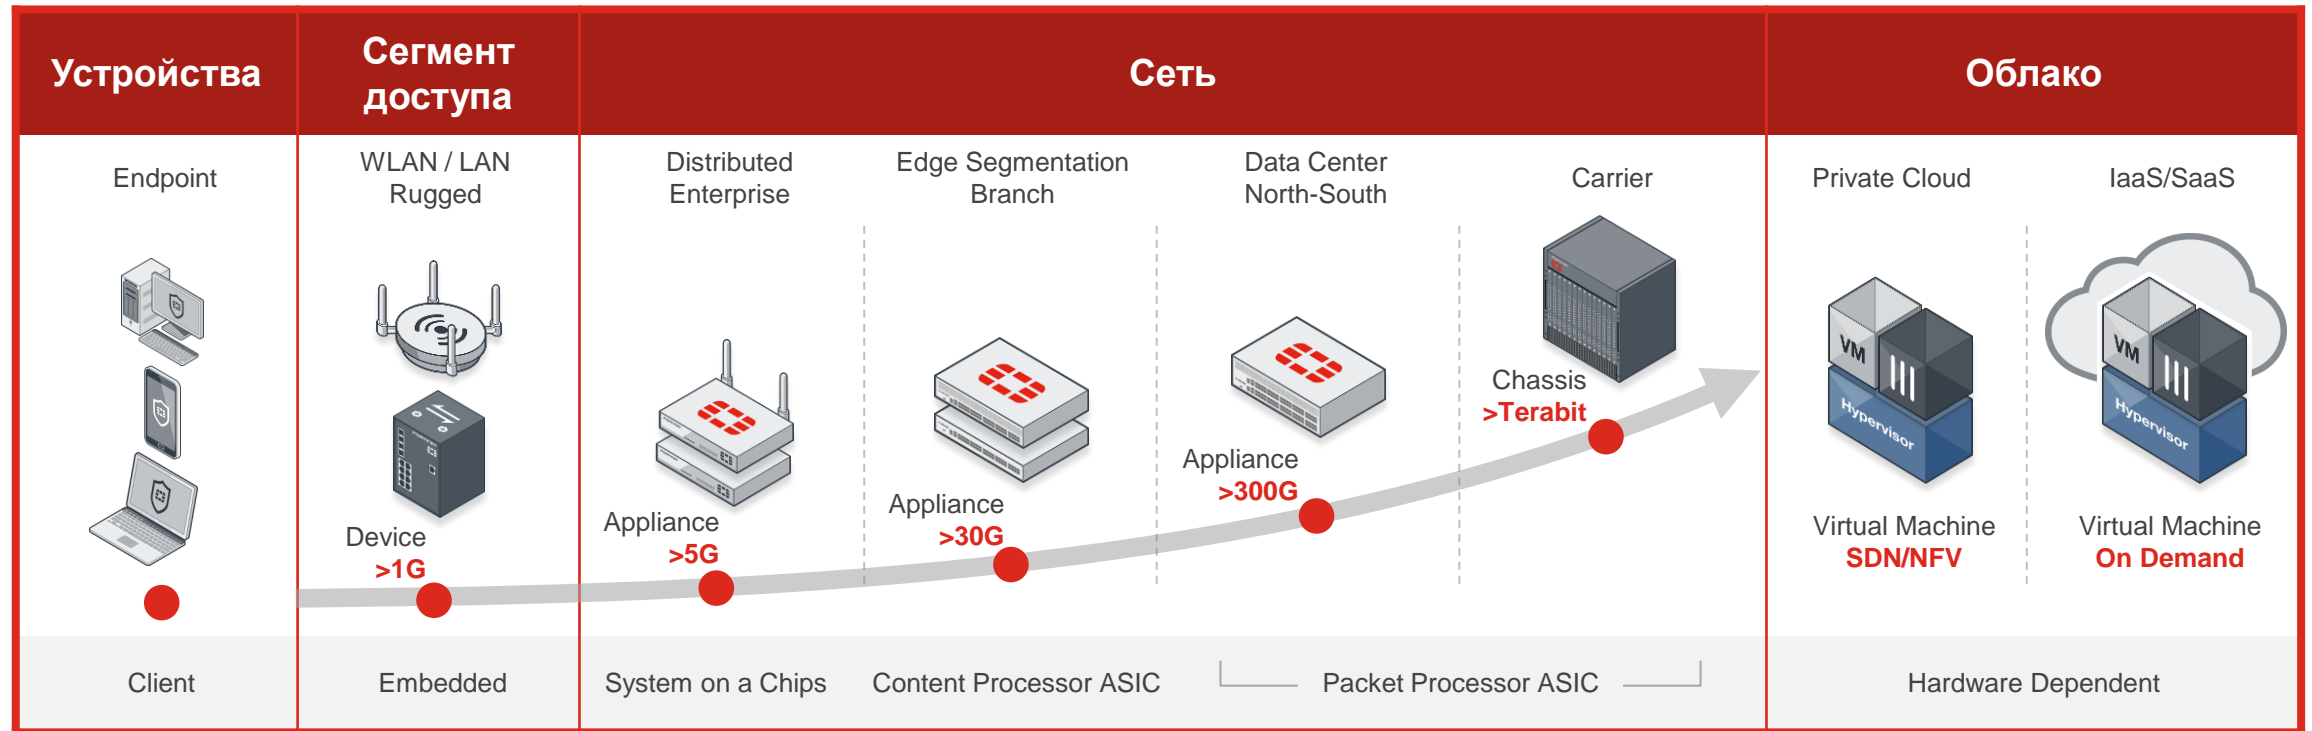 Устройства
Сегмент
доступа
Сеть
Облако
Endpoint
WLAN / LAN
Rugged
Distributed
Enterprise
Edge Segmentation
Branch
Data Center
North-South
Carrier
Private Cloud
IaaS/SaaS
Device
>1G
Appliance
>5G
Appliance
>30G
Appliance
>300G
Chassis
>Terabit
VM
Hypervisor
Virtual Machine
SDN/NFV
VM
Hypervisor
Virtual Machine
On Demand
Client
Embedded
System on a Chips
Content Processor ASIC
Packet Processor ASIC
Hardware Dependent